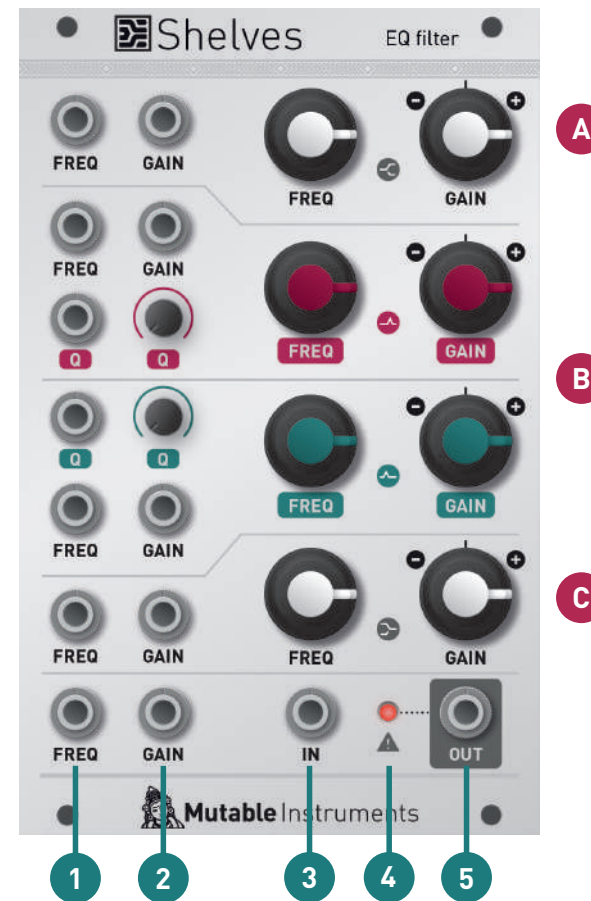 Shelves EQ filter
FREQ GAIN FREQ GAIN
A
FREQ GAIN
Q Q FREQ GAIN
B
Q Q
FREQ GAIN FREQ GAIN
C
FREQ GAIN FREQ GAIN
FREQ GAIN IN OUT
Mutable Instruments
1 2 3 4 5